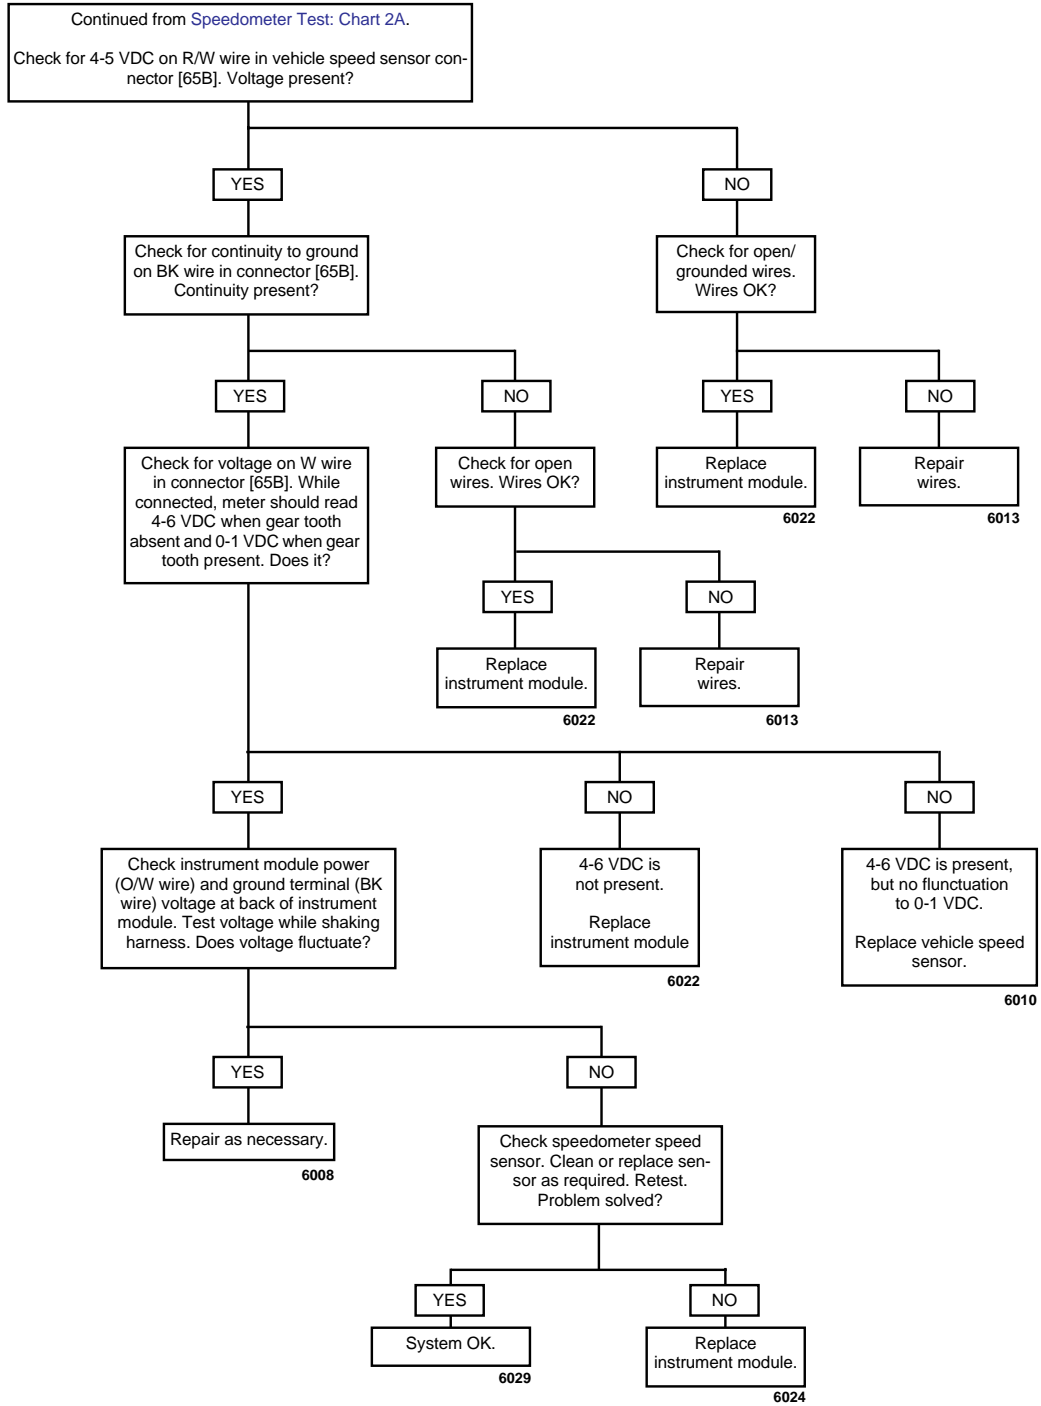 Continued from Speedometer Test: Chart 2A.
Check for 4-5 VDC on R/W wire in vehicle speed sensor con-
nector [65B]. Voltage present?
YES
NO
Check for continuity to ground
on BK wire in connector [65B].
Continuity present?
Check for open/
grounded wires.
Wires OK?
YES
NO
YES
NO
Check for voltage on W wire
in connector [65B]. While
connected, meter should read
4-6 VDC when gear tooth
absent and 0-1 VDC when gear
tooth present. Does it?
Check for open
wires. Wires OK?
Replace
instrument module.
6022
Repair
wires.
6013
YES
NO
Replace
instrument module.
6022
Repair
wires.
6013
YES
NO
NO
Check instrument module power
(O/W wire) and ground terminal (BK
wire) voltage at back of instrument
module. Test voltage while shaking
harness. Does voltage fluctuate?
4-6 VDC is
not present.
Replace
instrument module
6022
4-6 VDC is present,
but no flunctuation
to 0-1 VDC.
Replace vehicle speed
sensor.
6010
YES
NO
Repair as necessary.
6008
Check speedometer speed
sensor. Clean or replace sen-
sor as required. Retest.
Problem solved?
YES
NO
System OK.
6029
Replace
instrument module.
6024